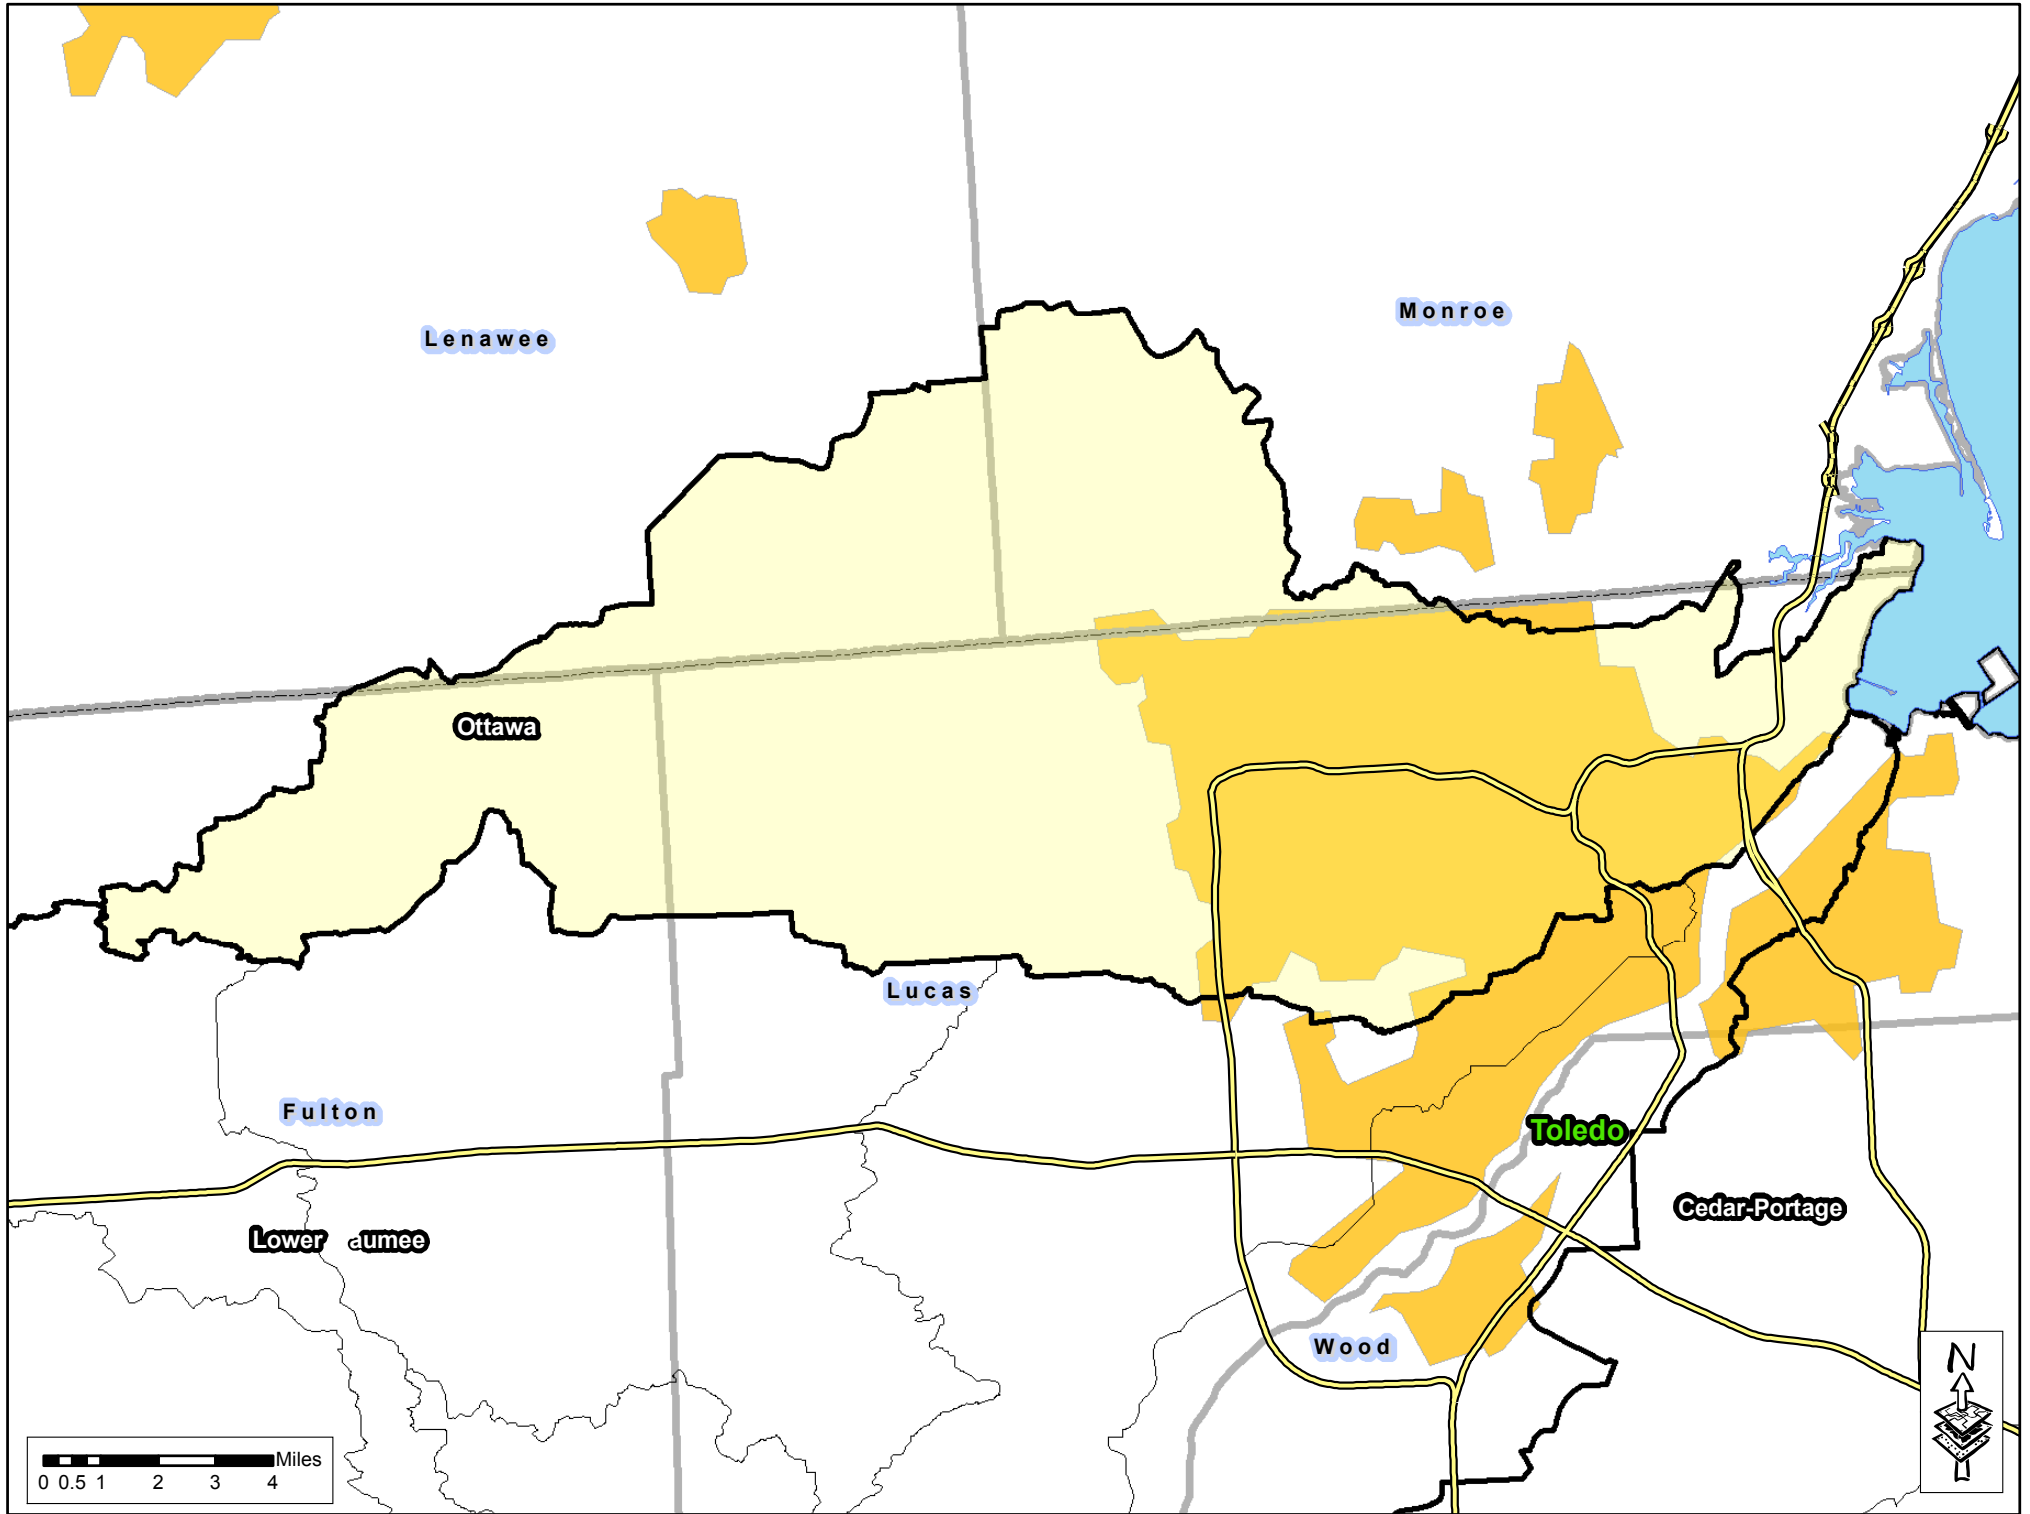 Monroe
Lenawee
Ottawa
Lucas
Fulton
Toledo
Cedar-Portage
Lower aumee
Wood
Miles
0 0.5 1 2 3 4
N